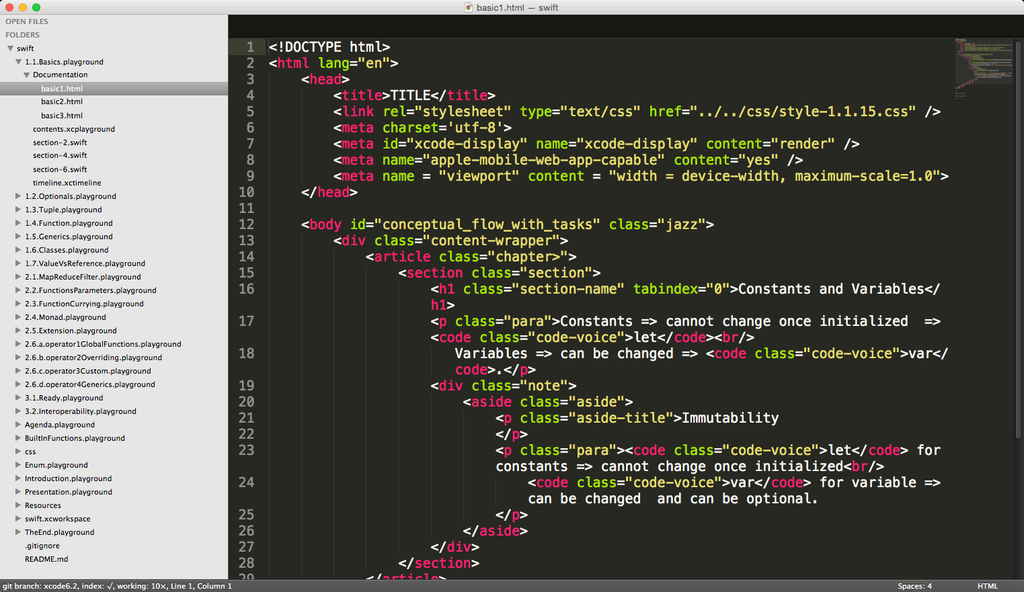 basic1.html — swift
OPEN FILES
FOLDERS
swift
1.1.Basics.playground
Documentation
basic1.html
basic2.html
basic3.html
contents.xcplayground
section-2.swift
section-4.swift
section-6.swift
timeline.xctimeline
1.2.Optionals.playground
1.3.Tuple.playground
1.4.Function.playground
1.5.Generics.playground
1.6.Classes.playground
1.7.ValueVsReference.playground
2.1.MapReduceFilter.playground
2.2.FunctionsParameters.playground
2.3.FunctionCurrying.playground
2.4.Monad.playground
2.5.Extension.playground
2.6.a.operator1GlobalFunctions.playground
2.6.b.operator2Overriding.playground
2.6.c.operator3Custom.playground
2.6.d.operator4Generics.playground
3.1.Ready.playground
3.2.Interoperability.playground
Agenda.playground
BuiltInFunctions.playground
css
Enum.playground
Introduction.playground
Presentation.playground
Resources
swift.xcworkspace
TheEnd.playground
.gitignore
README.md
1 <!DOCTYPE html>
2 <html lang="en">
3 <head>
4 <title>TITLE</title>
5 <link rel="stylesheet" type="text/css" href="../../css/style-1.1.15.css" />
6 <meta charset='utf-8'>
7 <meta id="xcode-display" name="xcode-display" content="render" />
8 <meta name="apple-mobile-web-app-capable" content="yes" />
9 <meta name = "viewport" content = "width = device-width, maximum-scale=1.0">
10 </head>
11
12 <body id="conceptual_flow_with_tasks" class="jazz">
13 <div class="content-wrapper">
14 <article class="chapter>">
15 <section class="section">
16 <h1 class="section-name" tabindex="0">Constants and Variables</
h1>
17 <p class="para">Constants => cannot change once initialized  =>
<code class="code-voice">let</code><br/>
18 Variables => can be changed => <code class="code-voice">var</
code>.</p>
19 <div class="note">
20 <aside class="aside">
21 <p class="aside-title">Immutability
22 </p>
23 <p class="para"><code class="code-voice">let</code> for
constants => cannot change once initialized<br/>
24 <code class="code-voice">var</code> for variable =>
can be changed  and can be optional.
25 </p>
26 </aside>
27 </div>
28 </section>
29 </article>
git branch: xcode6.2, index: √, working: 10×, Line 1, Column 1
Spaces: 4
HTML